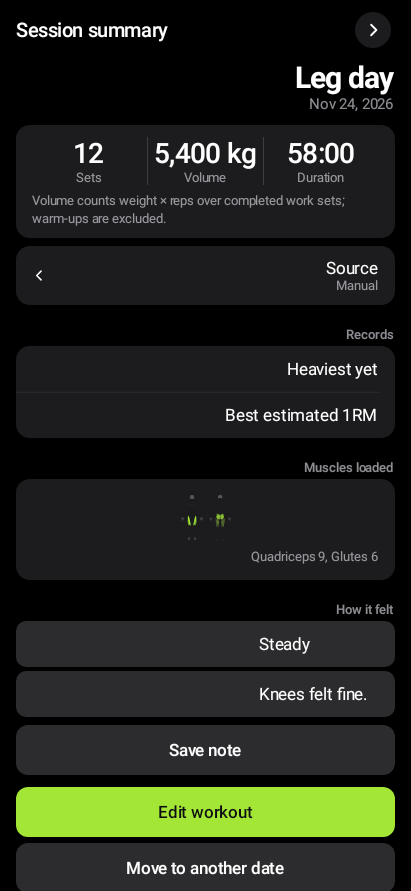 Session summary
Leg day
Nov 24, 2026
12
Sets
5,400 kg
Volume
58:00
Duration
Volume counts weight × reps over completed work sets;
warm-ups are excluded.
Source
Manual
Records
Heaviest yet
Best estimated 1RM
Muscles loaded
Quadriceps 9, Glutes 6
How it felt
Steady
Knees felt fine.
Save note
Edit workout
Move to another date